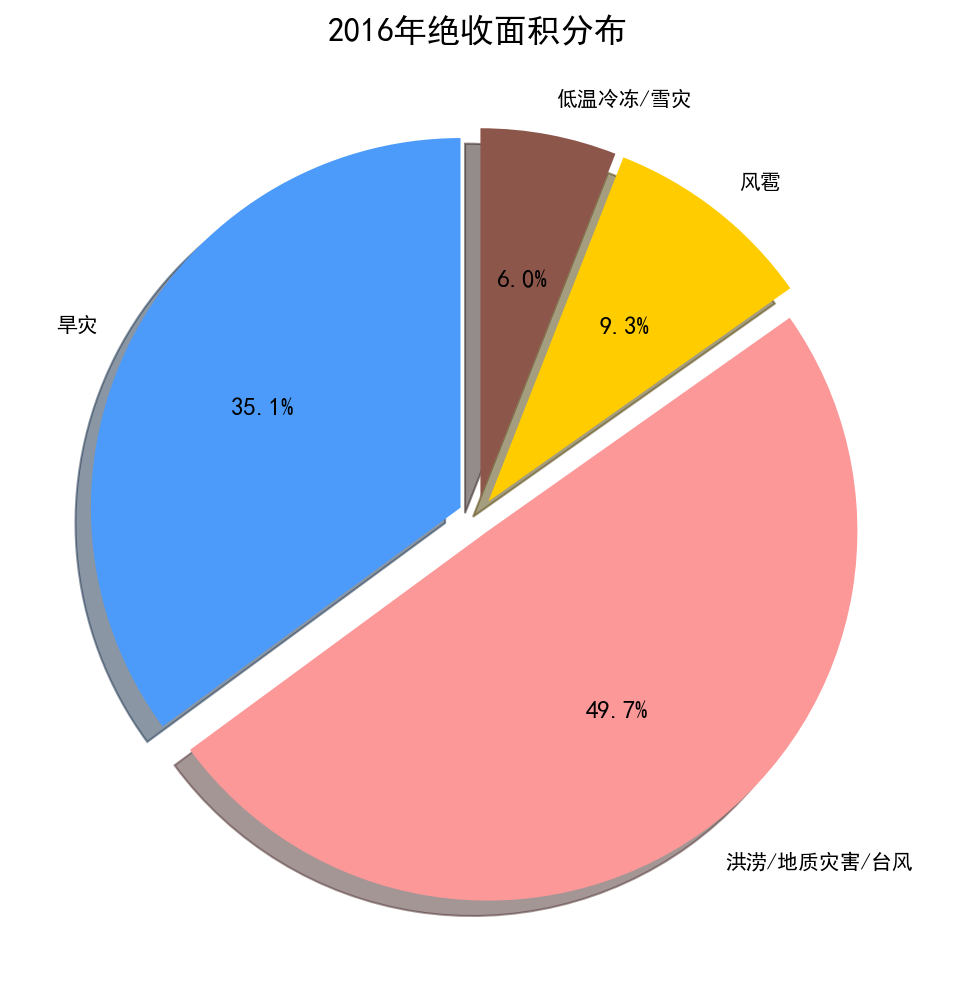 2016年绝收面积分布
低温冷冻/雪灾
风雹
6.0%
9.3%
旱灾
35.1%
49.7%
洪涝/地质灾害/台风